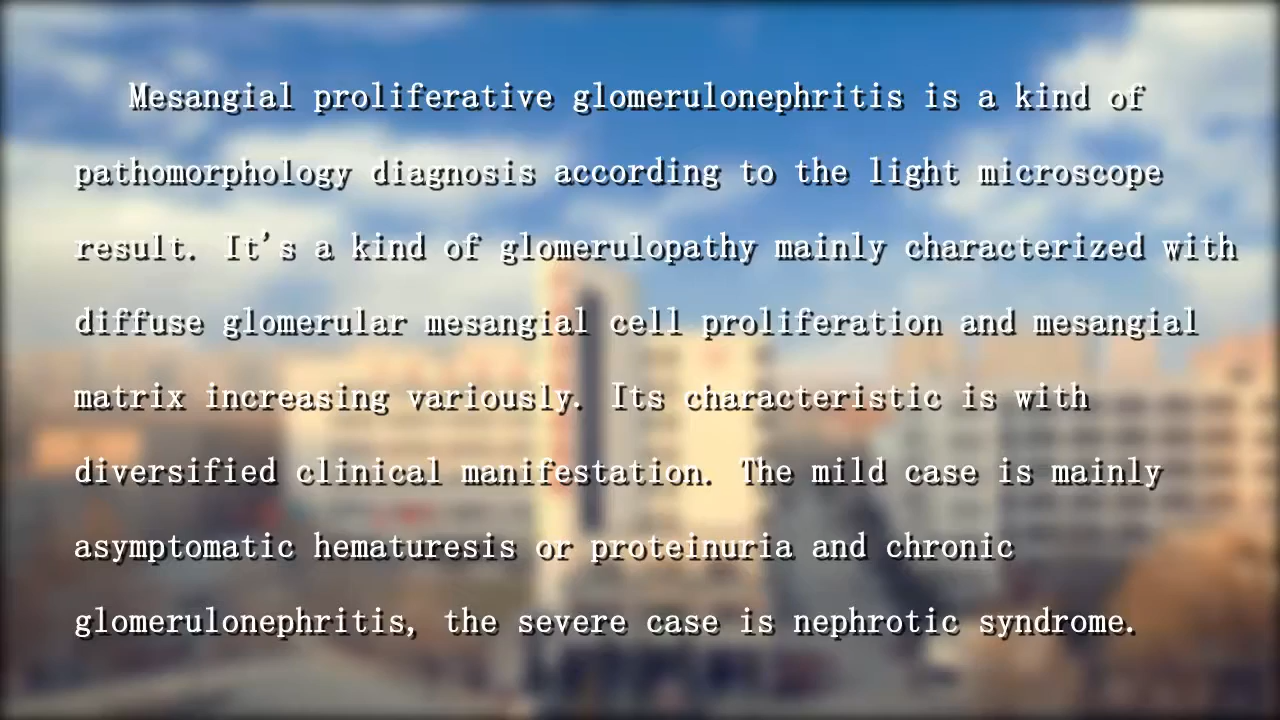 Mesangial proliferative glomerulonephritis is a kind of
pathomorphology diagnosis according to the light microscope
result. It's a kind of glomerulopathy mainly characterized with
diffuse glomerular mesangial cell proliferation and mesangial
matrix increasing variously. Its characteristic is with
diversified clinical manifestation. The mild case is mainly
asymptomatic hematuresis or proteinuria and chronic
glomerulonephritis, the severe case is nephrotic syndrome.